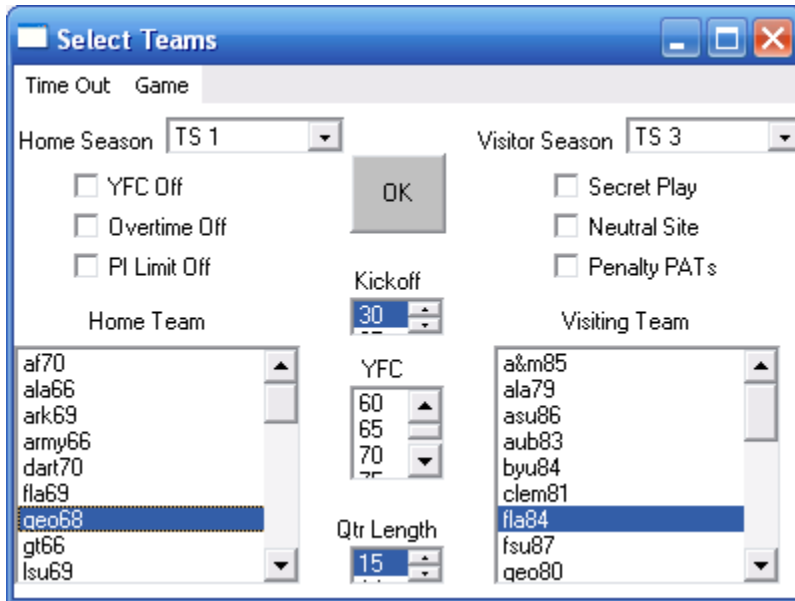 Select Teams
Time Out Game
Home Season TS 1
Visitor Season TS 3
YFC Off
Overtime Off
PI Limit Off
OK
Secret Play
Neutral Site
Penalty PATs
Kickoff
30
Home Team
af70
ala66
ark69
army66
dart70
fla69
geo68
gt66
lsu69
YFC
60
65
70
75
Qtr Length
15
Visiting Team
a&m85
ala79
asu86
aub83
byu84
clem81
fla84
fsu87
geo80